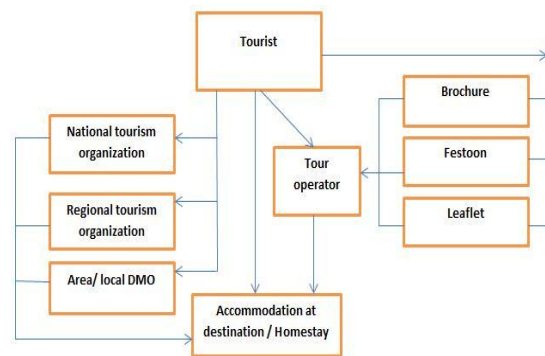 Tourist
Brochure
National tourism
organization
Festoon
Tour
operator
Regional tourism
organization
Leaflet
Area/ local DMO
Accommodation at
destination / Homestay